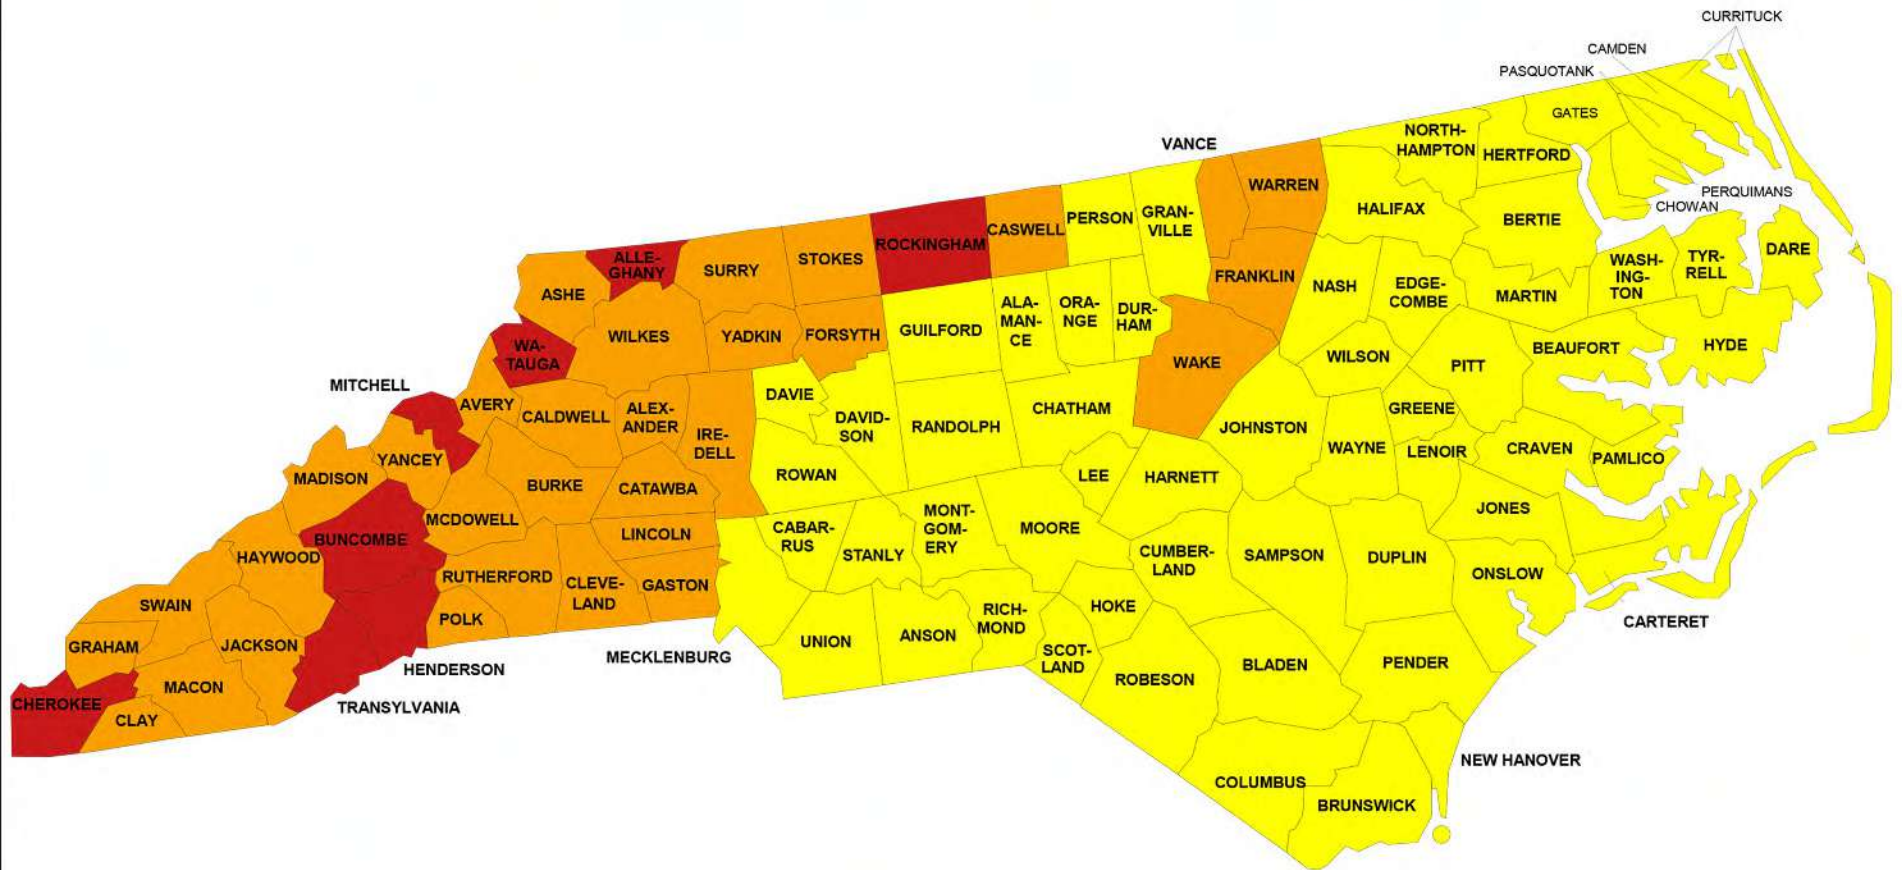 CURRITUCK
CAMDEN
PASQUOTANK
GATES
VANCE
NORTH-
HAMPTON
HERTFORD
WARREN
PERQUIMANS
CHOWAN
HALIFAX
BERTIE
PERSON
GRAN-
VILLE
CASWELL
ROCKINGHAM
STOKES
SURRY
ALLE-
GHANY
ASHE
FRANKLIN
NASH
EDGE-
COMBE
MARTIN
WASH-
ING-
TON
TYR-
RELL
DARE
WILKES
YADKIN
FORSYTH
GUILFORD
ALA-
MAN-
CE
ORA-
NGE
DUR-
HAM
WAKE
WILSON
PITT
BEAUFORT
HYDE
WA-
TAUGA
MITCHELL
AVERY
CALDWELL
ALEX-
ANDER
IRE-
DELL
DAVIE
DAVID-
SON
RANDOLPH
CHATHAM
JOHNSTON
GREENE
WAYNE
LENOIR
CRAVEN
PAMLICO
YANCEY
MADISON
BURKE
CATAWBA
ROWAN
LEE
HARNETT
JONES
MCDOWELL
BUNCOMBE
HAYWOOD
LINCOLN
CABAR-
RUS
STANLY
MONT-
GOM-
ERY
MOORE
CUMBER-
LAND
SAMPSON
DUPLIN
ONSLOW
RUTHERFORD
CLEVE-
LAND
GASTON
SWAIN
POLK
GRAHAM
JACKSON
HENDERSON
MECKLENBURG
UNION
ANSON
RICH-
MOND
HOKE
SCOT-
LAND
CARTERET
CHEROKEE
MACON
CLAY
TRANSYLVANIA
ROBESON
BLADEN
PENDER
NEW HANOVER
COLUMBUS
BRUNSWICK